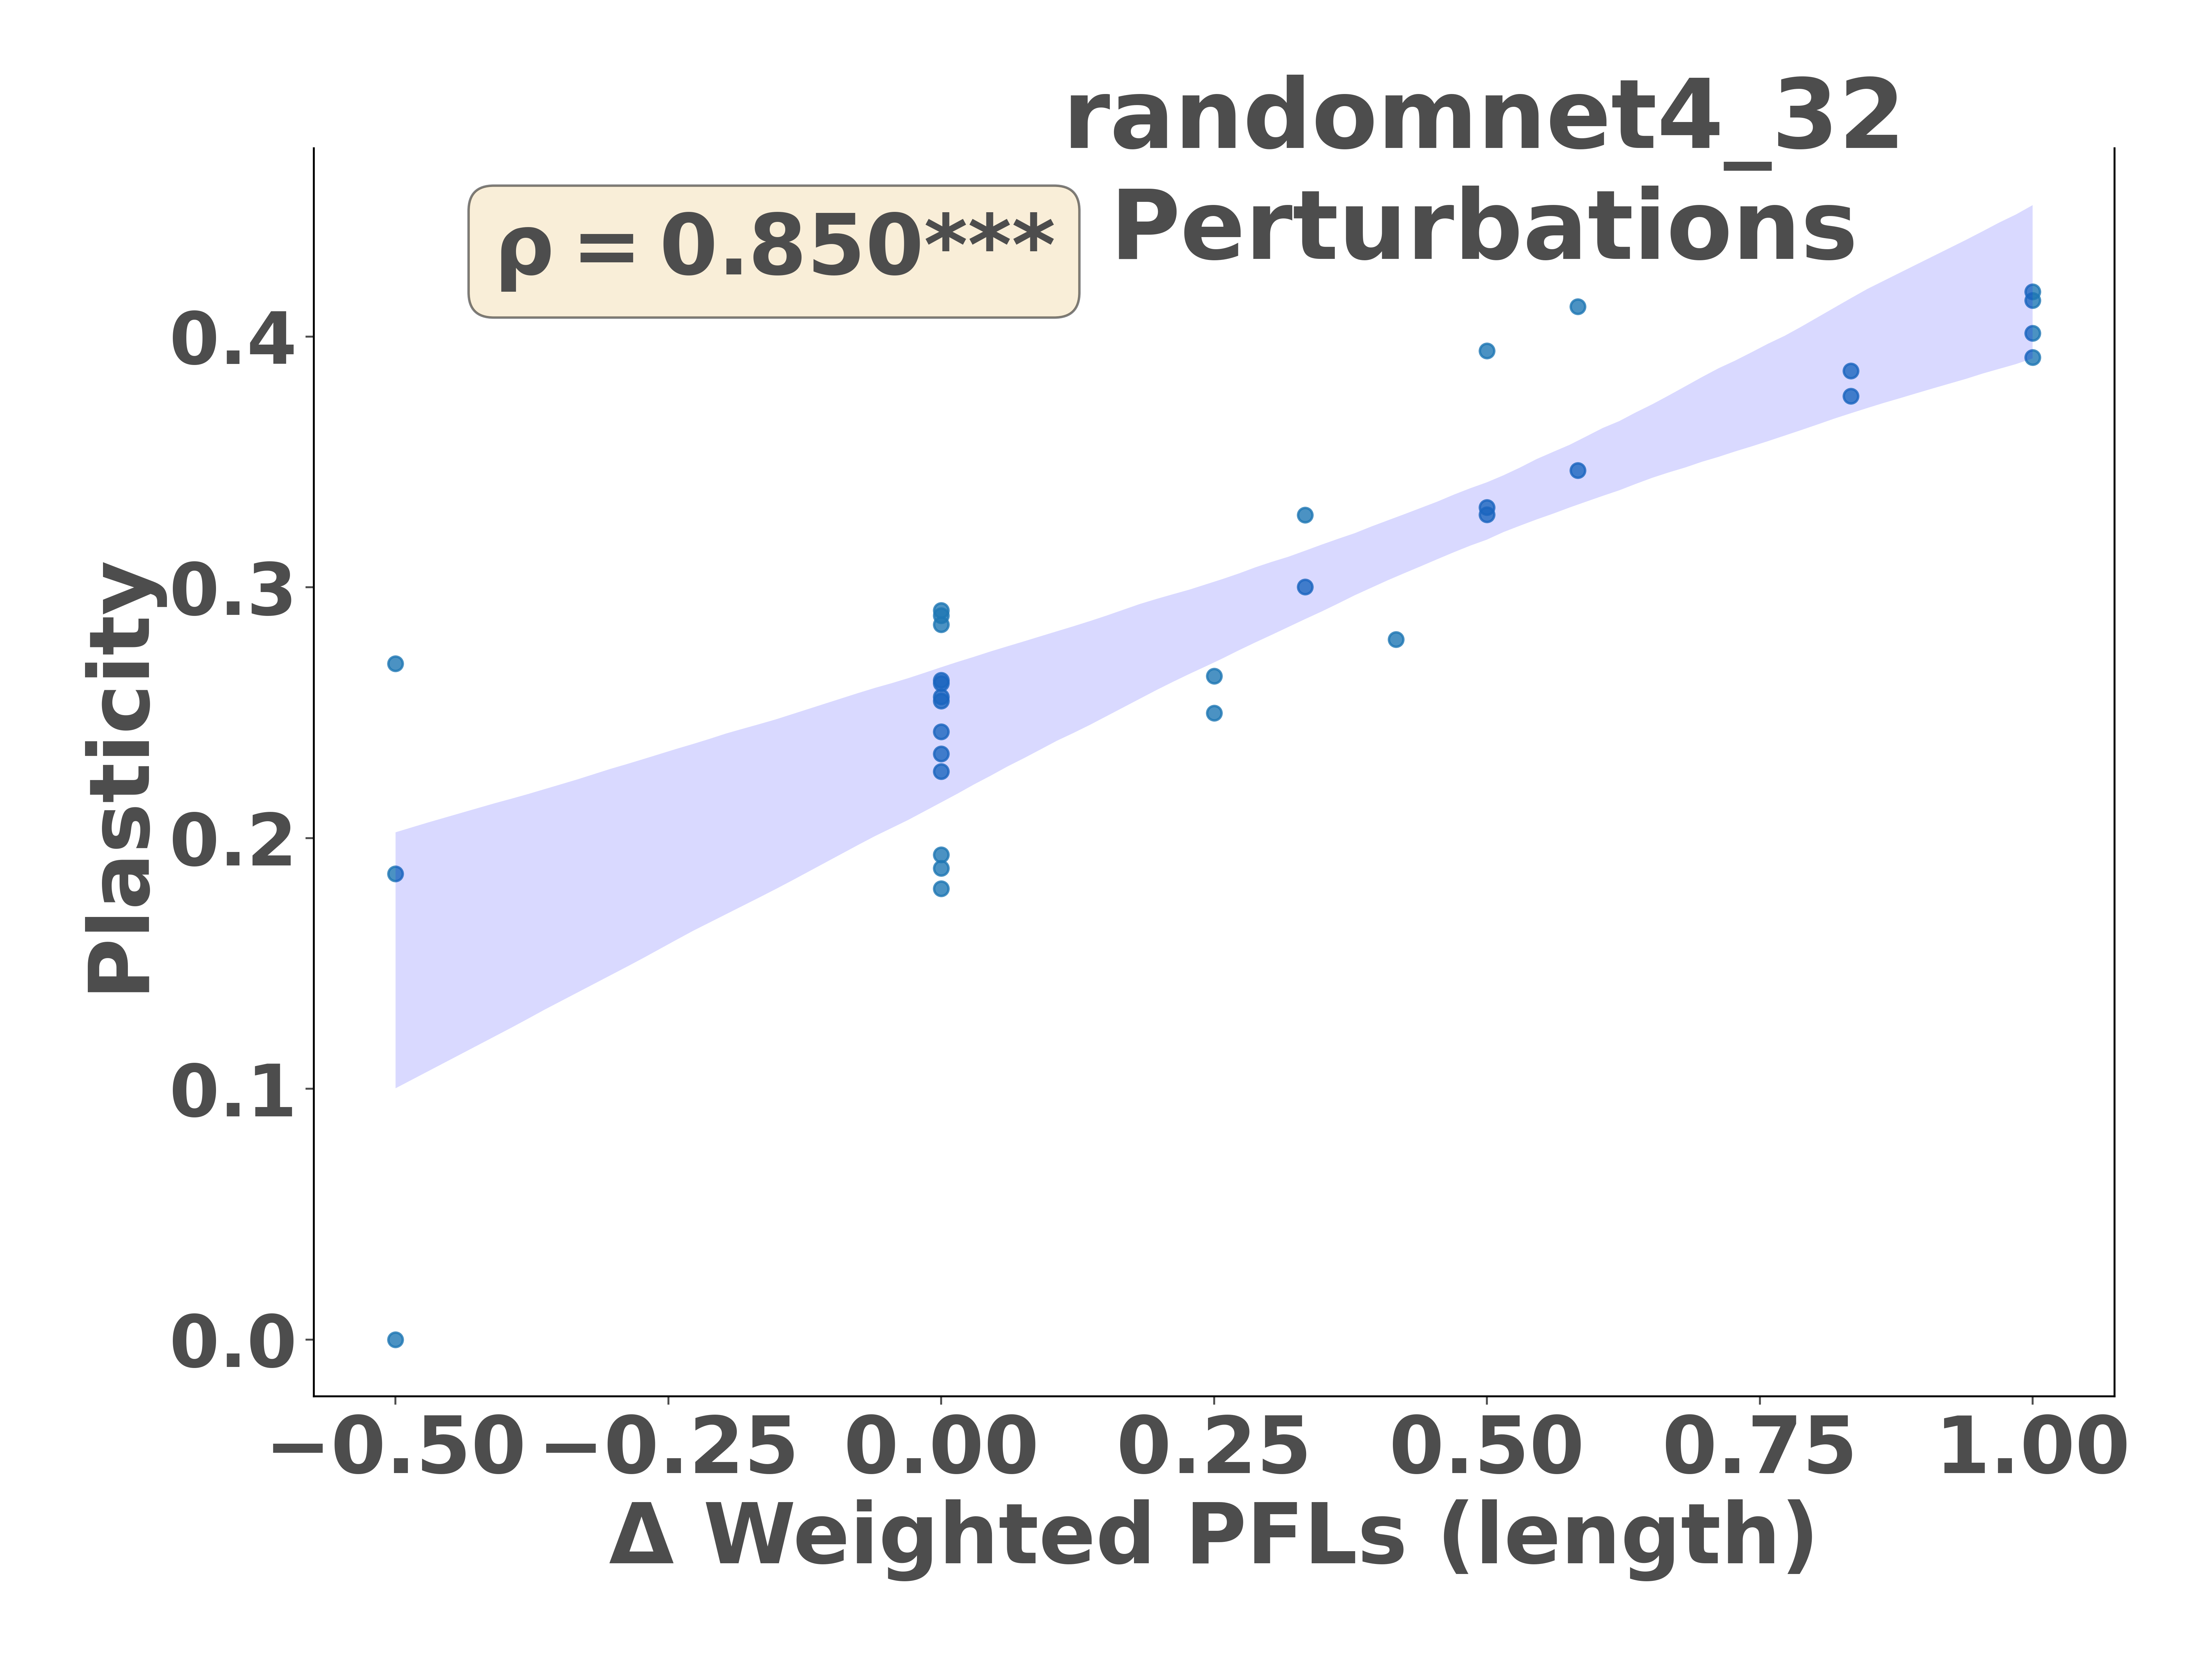 randomnet4_32
Perturbations
ρ = 0.850***
Plasticity
0.4
0.3
0.2
0.1
0.0
−0.50 −0.25 0.00 0.25 0.50 0.75 1.00
Δ Weighted PFLs (length)